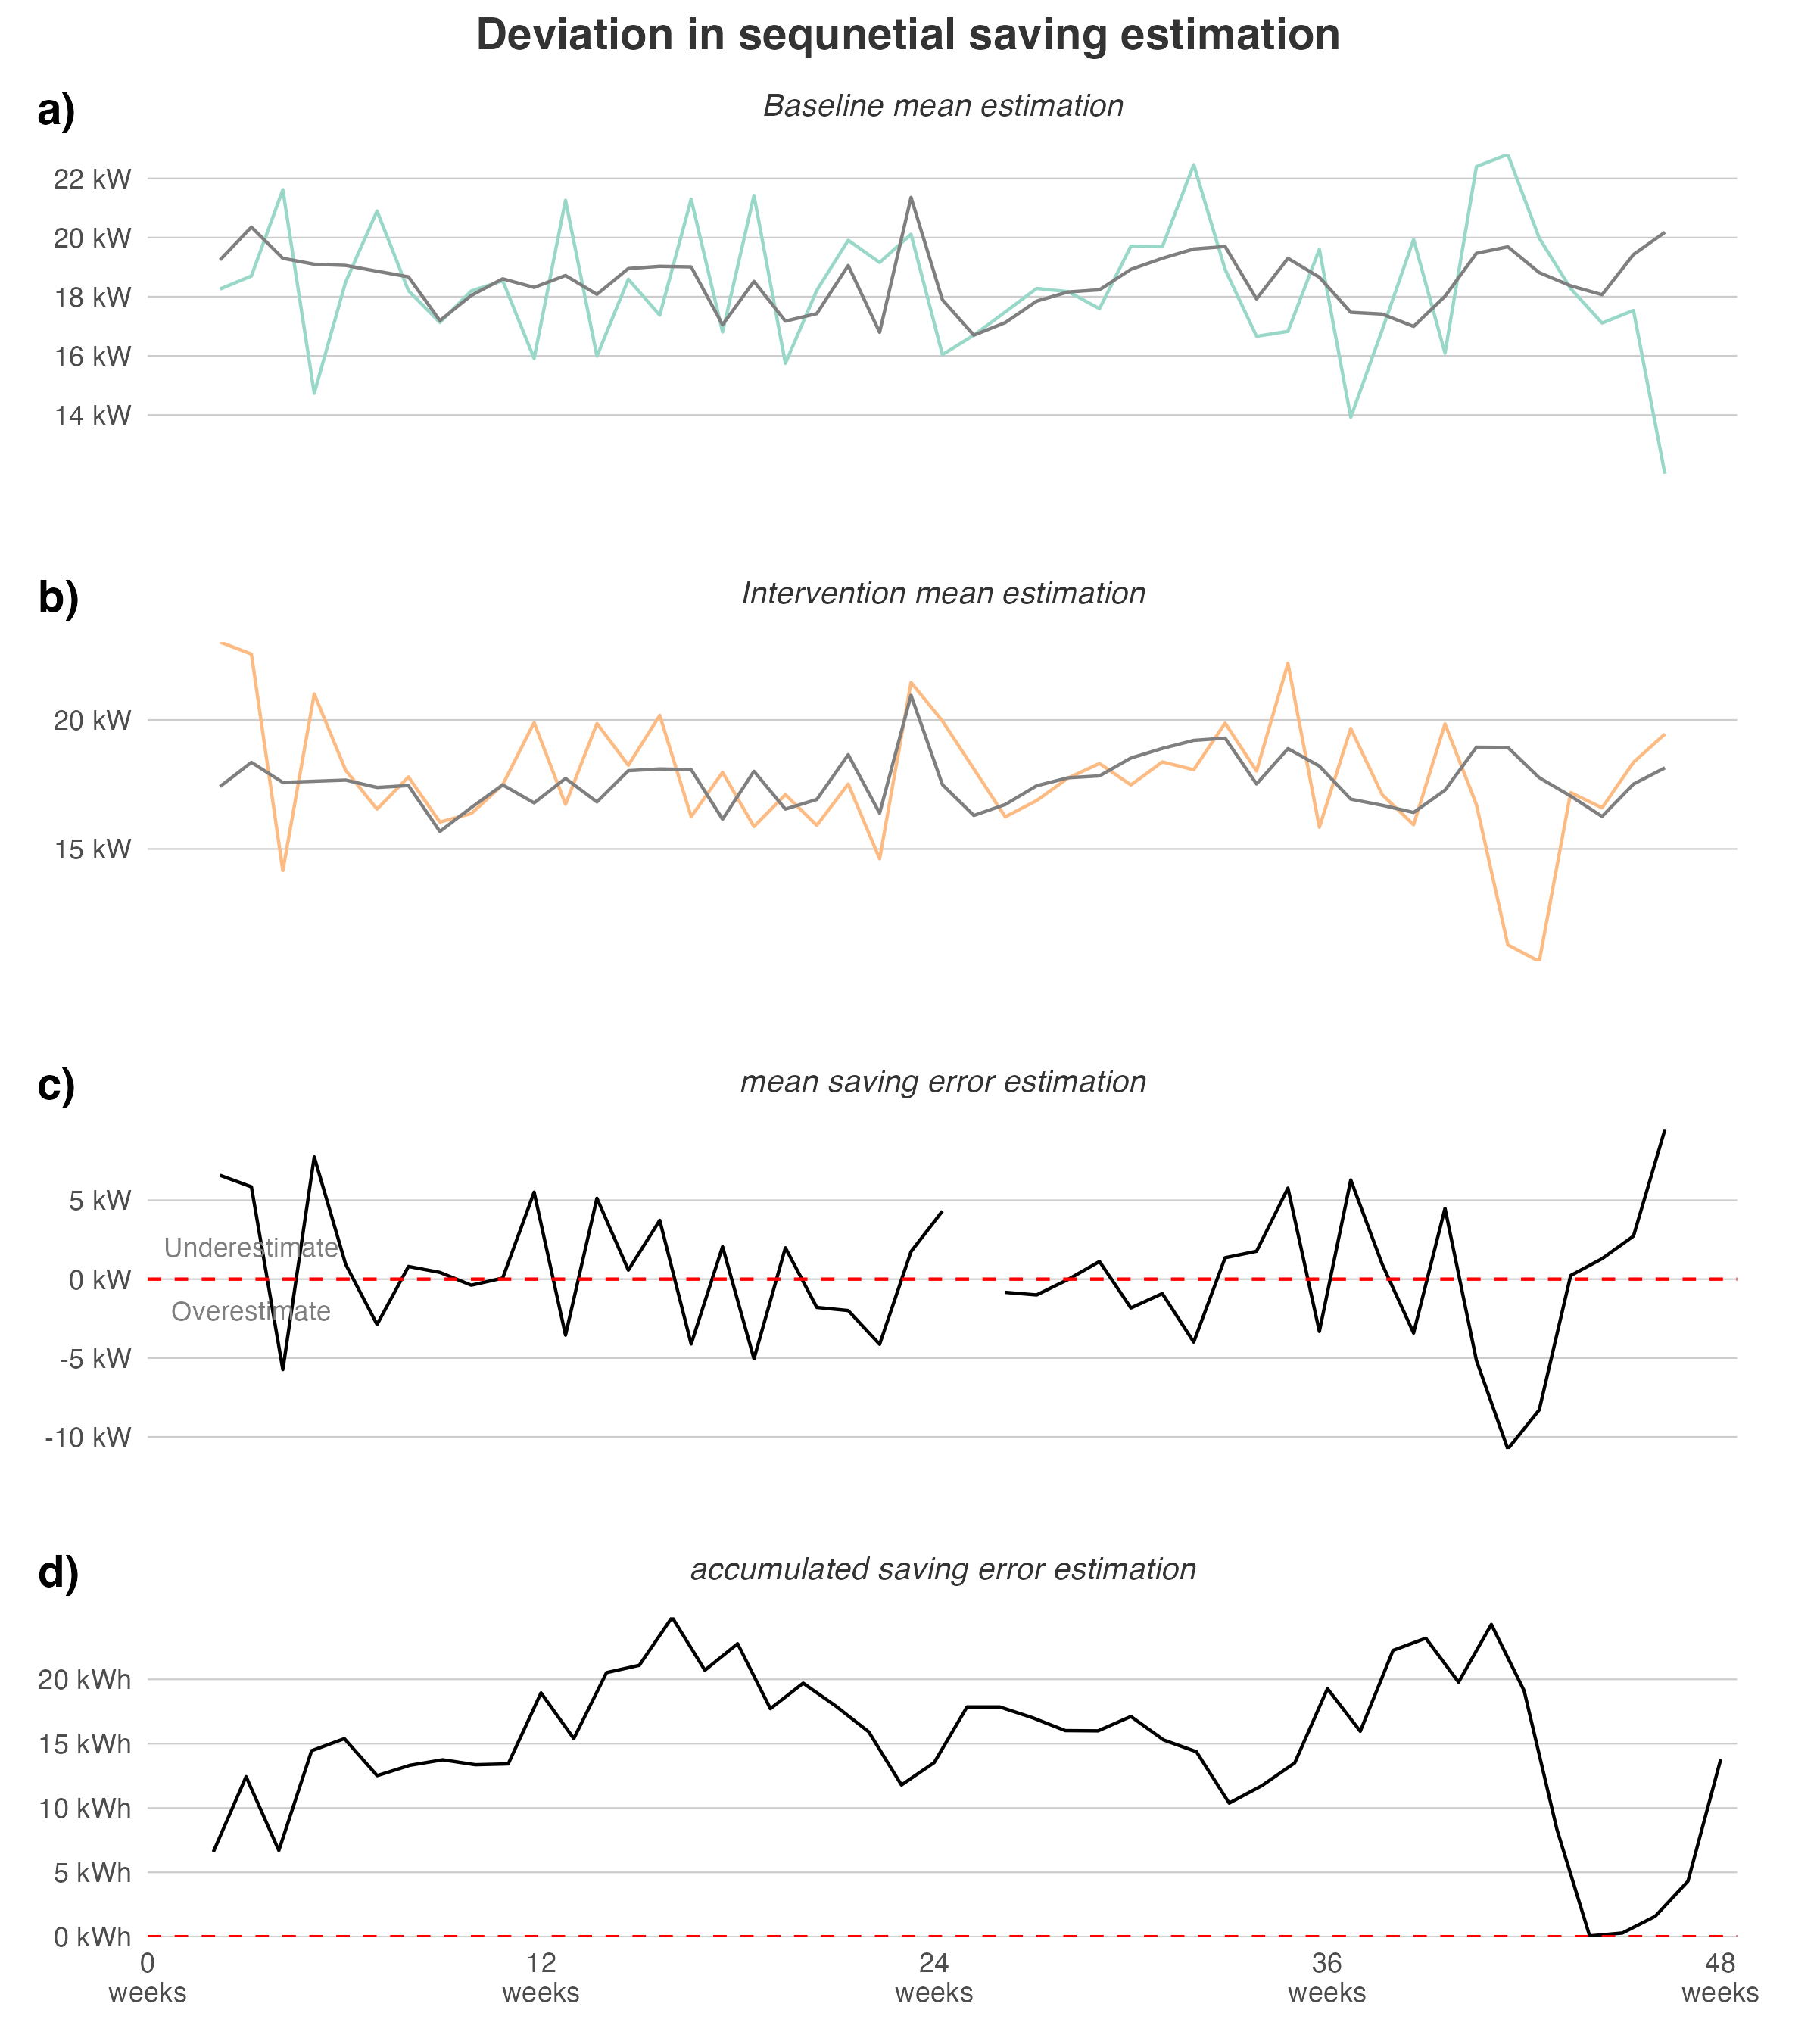 Deviation in sequnetial saving estimation
a)
Baseline mean estimation
22 kW
20 kW
18 kW
16 kW
14 kW
b)
Intervention mean estimation
20 kW
15 kW
c)
mean saving error estimation
5 kW
Underestimate
0 kW
Overestimate
-5 kW
-10 kW
d)
accumulated saving error estimation
20 kWh
15 kWh
10 kWh
5 kWh
0 kWh
0 12 24 36 48
weeks weeks weeks weeks weeks